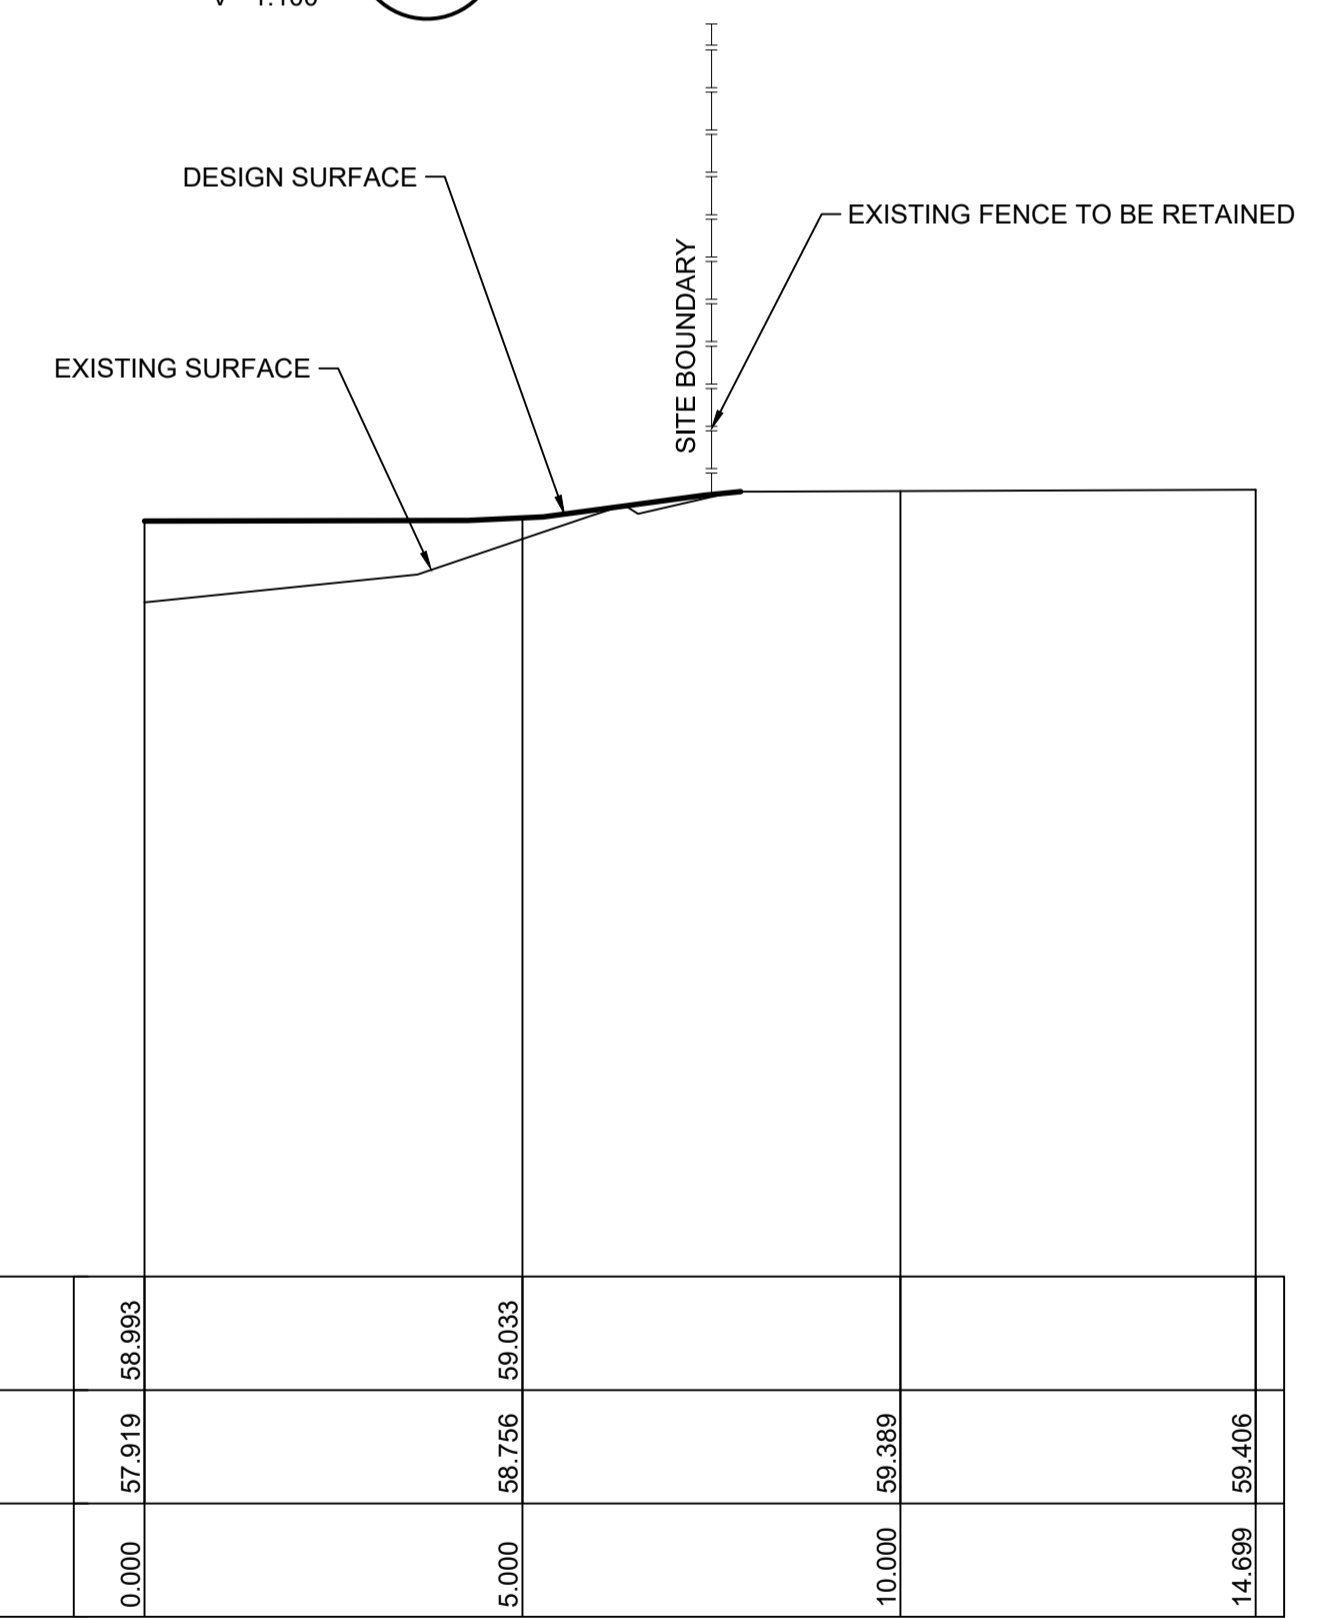 DESIGN SURFACE
EXISTING FENCE TO BE RETAINED
SITE BOUNDARY
EXISTING SURFACE
58.993 59.033
57.919 58.756 59.389 59.406
0.000 5.000 10.000 14.699